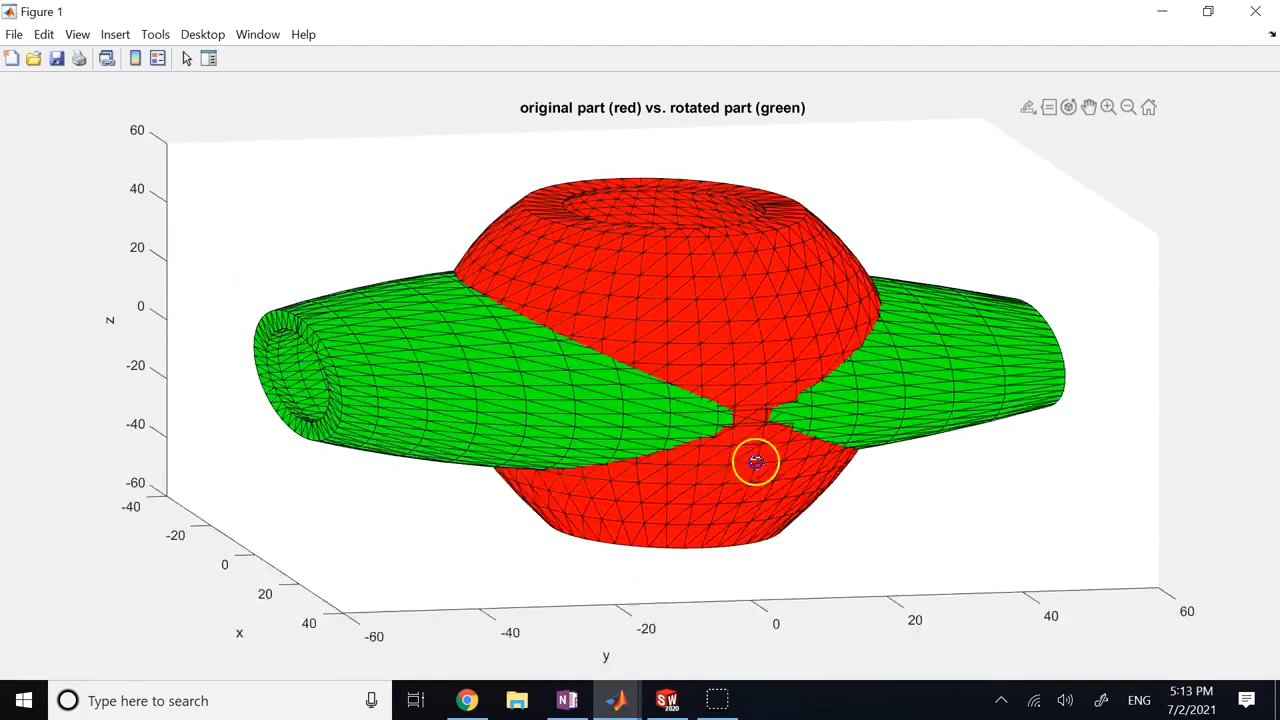 Figure 1
File Edit View Insert Tools Desktop Window Help
original part (red) vs. rotated part (green)
60
40
20
0
-20
-40
-60
z
-40
-20
0
20
40
x
-60
-40
-20
0
20
40
60
y
Type here to search
SW
2020
N
ENG
5:13 PM
7/2/2021